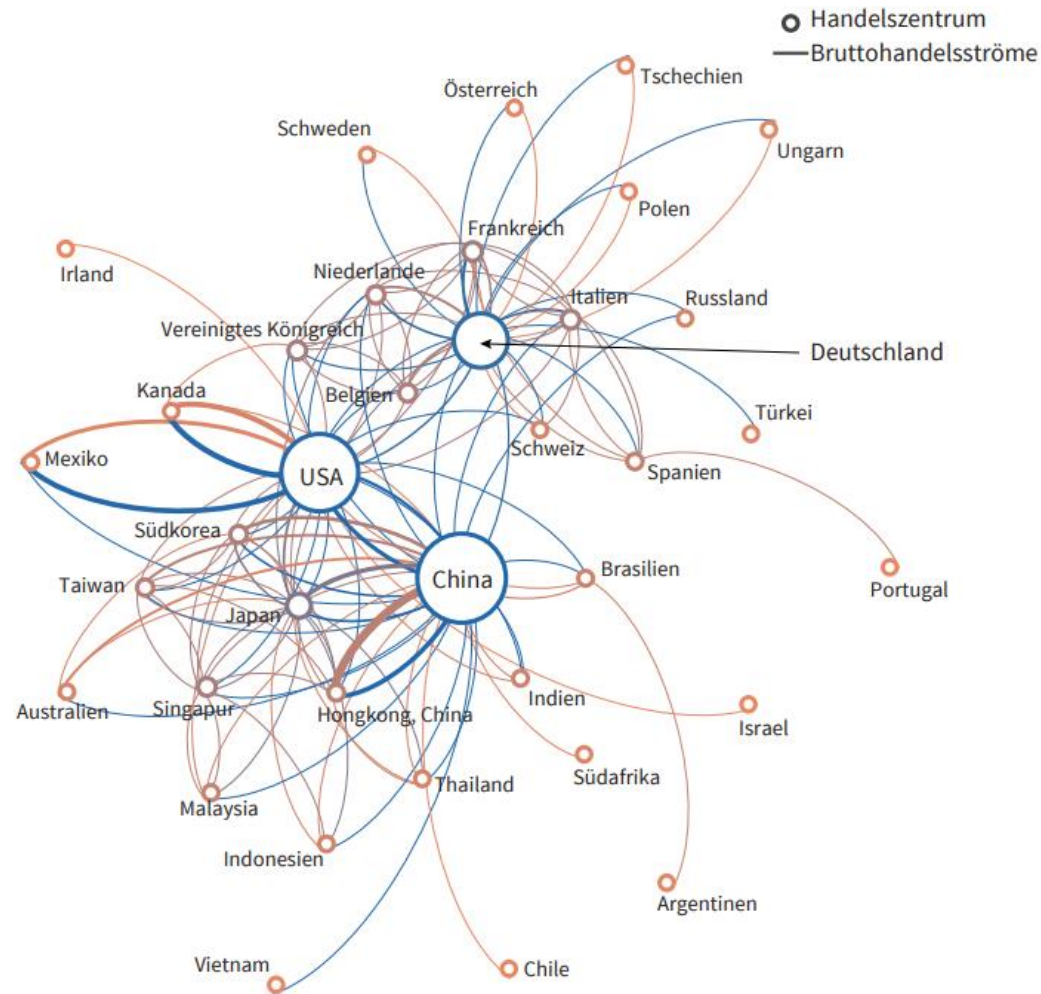 Handelszentrum
Bruttohandelsströme
Tschechien
Österreich
Schweden
Ungarn
Polen
Frankreich
Irland
Niederlande
Italien
Russland
Vereinigtes Königreich
Deutschland
Kanada
Belgien
Türkei
Schweiz
Mexiko
USA
Spanien
Südkorea
China
Brasilien
Taiwan
Portugal
Japan
Indien
Australien
Singapur
Hongkong, China
Israel
Südafrika
Thailand
Malaysia
Indonesien
Argentinen
Vietnam
Chile